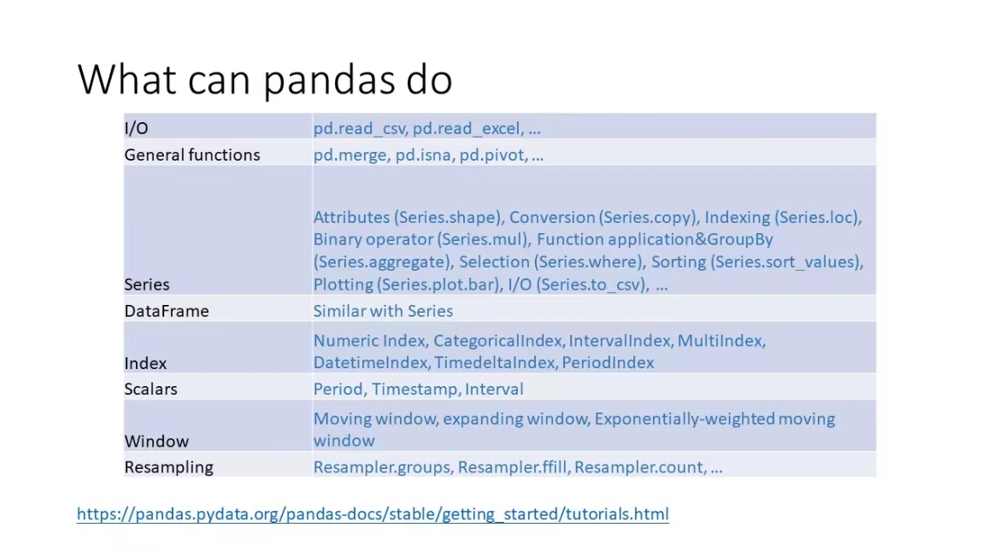 What can pandas do
I/O pd.read_csv, pd.read_excel, ...
General functions pd.merge, pd.isna, pd.pivot, ...
Attributes (Series.shape), Conversion (Series.copy), Indexing (Series.loc),
Binary operator (Series.mul), Function application&GroupBy
(Series.aggregate), Selection (Series.where), Sorting (Series.sort_values),
Series Plotting (Series.plot.bar), I/O (Series.to_csv), ...
DataFrame Similar with Series
Numeric Index, CategoricalIndex, IntervalIndex, MultiIndex,
Index DatetimeIndex, TimedeltaIndex, PeriodIndex
Scalars Period, Timestamp, Interval
Moving window, expanding window, Exponentially-weighted moving
Window window
Resampling Resampler.groups, Resampler.ffill, Resampler.count, ...
https://pandas.pydata.org/pandas-docs/stable/getting_started/tutorials.html